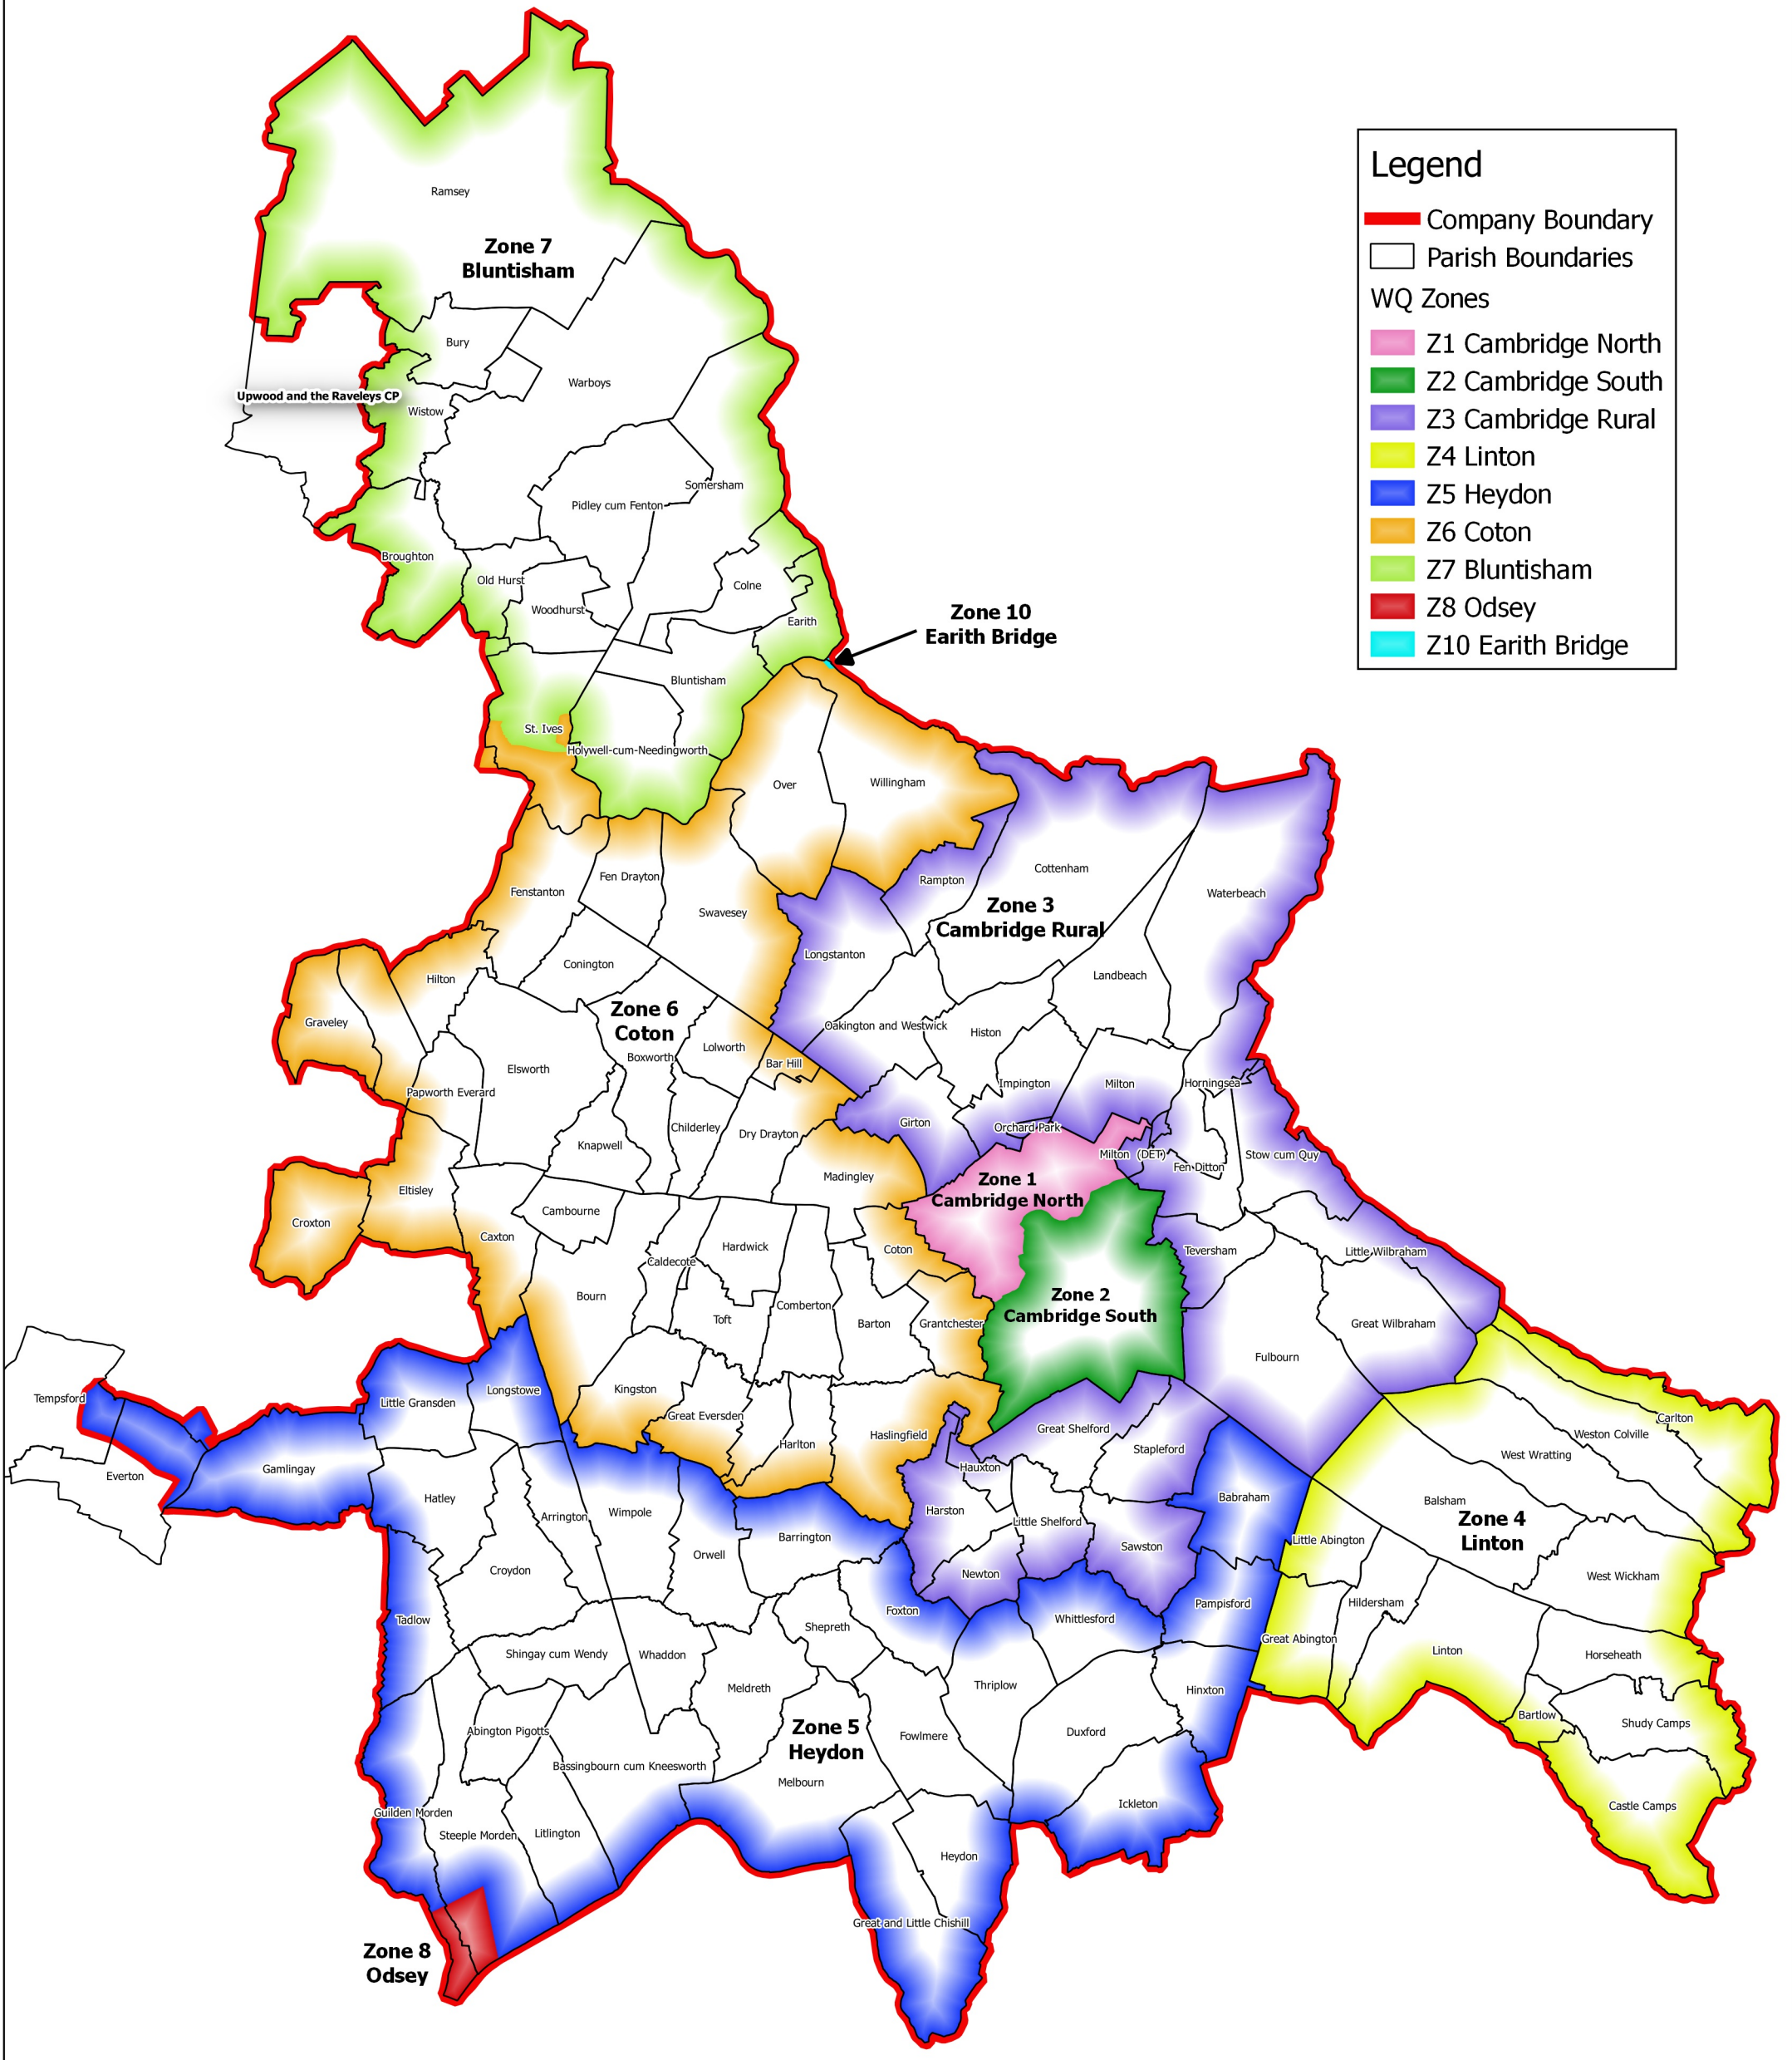 Legend
Company Boundary
Parish Boundaries
WQ Zones
Z1 Cambridge North
Z2 Cambridge South
Z3 Cambridge Rural
Z4 Linton
Z5 Heydon
Z6 Coton
Z7 Bluntisham
Z8 Odsey
Z10 Earith Bridge
Ramsey
Zone 7
Bluntisham
Bury
Warboys
Upwood and the Raveleys CP
Wistow
Somersham
Pidley cum Fenton
Broughton
Old Hurst
Colne
Woodhurst
Earith
Zone 10
Earith Bridge
Bluntisham
St. Ives
Holywell-cum-Needingworth
Over
Willingham
Cottenham
Fen Drayton
Rampton
Fenstanton
Waterbeach
Zone 3
Cambridge Rural
Swavesey
Longstanton
Conington
Hilton
Landbeach
Zone 6
Coton
Graveley
Oakington and Westwick
Histon
Lolworth
Boxworth
Bar Hill
Elsworth
Impington
Milton
Horningsea
Papworth Everard
Girton
Childerley
Orchard Park
Dry Drayton
Knapwell
Milton (DET)
Stow cum Quy
Fen Ditton
Madingley
Zone 1
Cambridge North
Eltisley
Cambourne
Croxton
Caxton
Hardwick
Coton
Teversham
Little Wilbraham
Caldecote
Bourn
Zone 2
Cambridge South
Comberton
Toft
Barton
Grantchester
Great Wilbraham
Fulbourn
Kingston
Longstowe
Tempsford
Little Gransden
Great Eversden
Carlton
Great Shelford
Haslingfield
Weston Colville
Harlton
Stapleford
West Wratting
Hauxton
Gamlingay
Everton
Babraham
Hatley
Balsham
Harston
Wimpole
Arrington
Little Shelford
Zone 4
Linton
Barrington
Little Abington
Sawston
Orwell
Croydon
Newton
West Wickham
Hildersham
Pampisford
Foxton
Whittlesford
Tadlow
Shepreth
Great Abington
Linton
Shingay cum Wendy
Whaddon
Horseheath
Thriplow
Meldreth
Hinxton
Bartlow
Shudy Camps
Abington Pigotts
Zone 5
Heydon
Fowlmere
Duxford
Bassingbourn cum Kneesworth
Melbourn
Ickleton
Castle Camps
Guilden Morden
Steeple Morden
Litlington
Heydon
Great and Little Chishill
Zone 8
Odsey